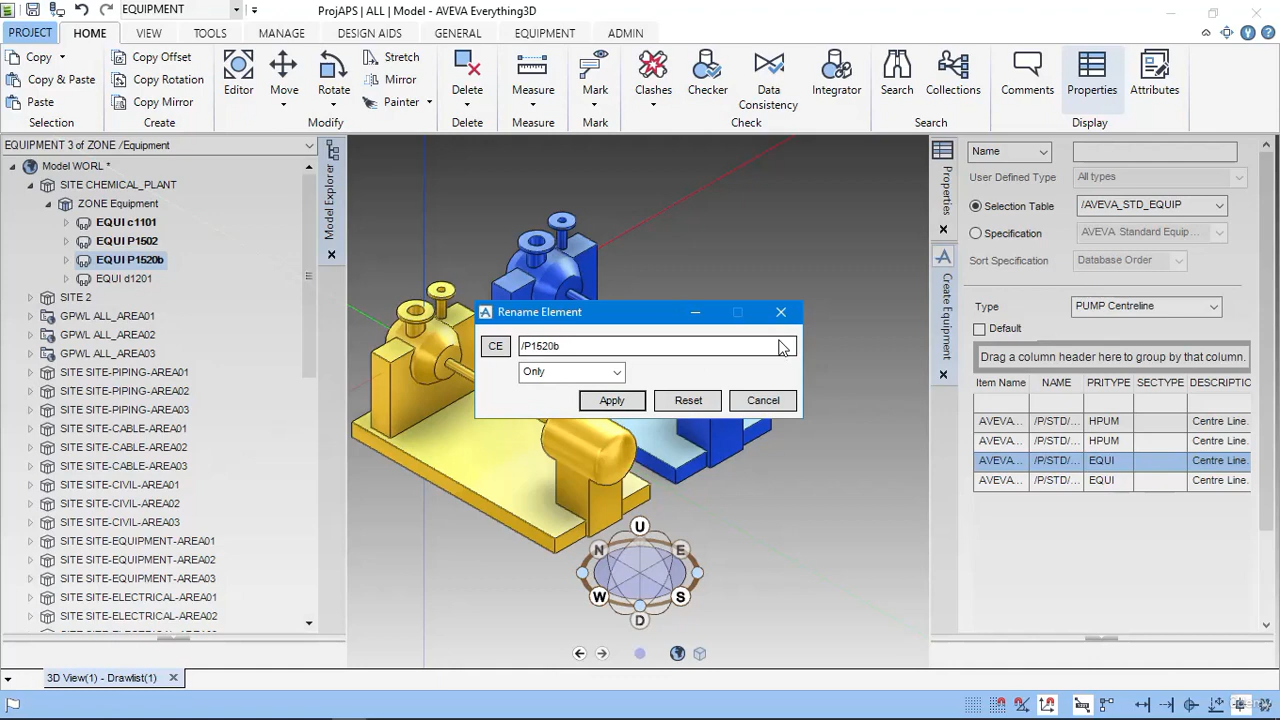 EQUIPMENT
ProjAPS | ALL | Model - AVEVA Everything3D
PROJECT HOME VIEW TOOLS MANAGE DESIGN AIDS GENERAL EQUIPMENT ADMIN
Copy
Copy & Paste
Paste
Selection
Copy Offset
Copy Rotation
Copy Mirror
Create
Editor
Move
Rotate
Stretch
Mirror
Painter
Modify
Delete
Delete
Measure
Measure
Mark
Mark
Clashes
Checker
Data
Consistency
Integrator
Check
Search
Collections
Search
Comments
Properties
Attributes
Display
EQUIPMENT 3 of ZONE /Equipment
Model WORL *
SITE CHEMICAL_PLANT
ZONE Equipment
EQUI c1101
EQUI P1502
EQUI P1520b
EQUI d1201
SITE 2
GPWL ALL_AREA01
GPWL ALL_AREA02
GPWL ALL_AREA03
SITE SITE-PIPING-AREA01
SITE SITE-PIPING-AREA02
SITE SITE-PIPING-AREA03
SITE SITE-CABLE-AREA01
SITE SITE-CABLE-AREA02
SITE SITE-CABLE-AREA03
SITE SITE-CIVIL-AREA01
SITE SITE-CIVIL-AREA02
SITE SITE-CIVIL-AREA03
SITE SITE-EQUIPMENT-AREA01
SITE SITE-EQUIPMENT-AREA02
SITE SITE-EQUIPMENT-AREA03
SITE SITE-ELECTRICAL-AREA01
SITE SITE-ELECTRICAL-AREA02
Model Explorer
Rename Element
CE /P1520b
Only
Apply Reset Cancel
U
N E
W S
D
Properties
Create Equipment
Name
User Defined Type All types
Selection Table /AVEVA_STD_EQUIP
Specification AVEVA Standard Equip...
Sort Specification Database Order
Type PUMP Centreline
Default
Drag a column header here to group by that column.
Item Name NAME PRITYPE SECTYPE DESCRIPTI
AVEVA... /P/STD/... HPUM Centre Line.
AVEVA... /P/STD/... HPUM Centre Line.
AVEVA... /P/STD/... EQUI Centre Line.
AVEVA... /P/STD/... EQUI Centre Line.
3D View(1) - Drawlist(1)